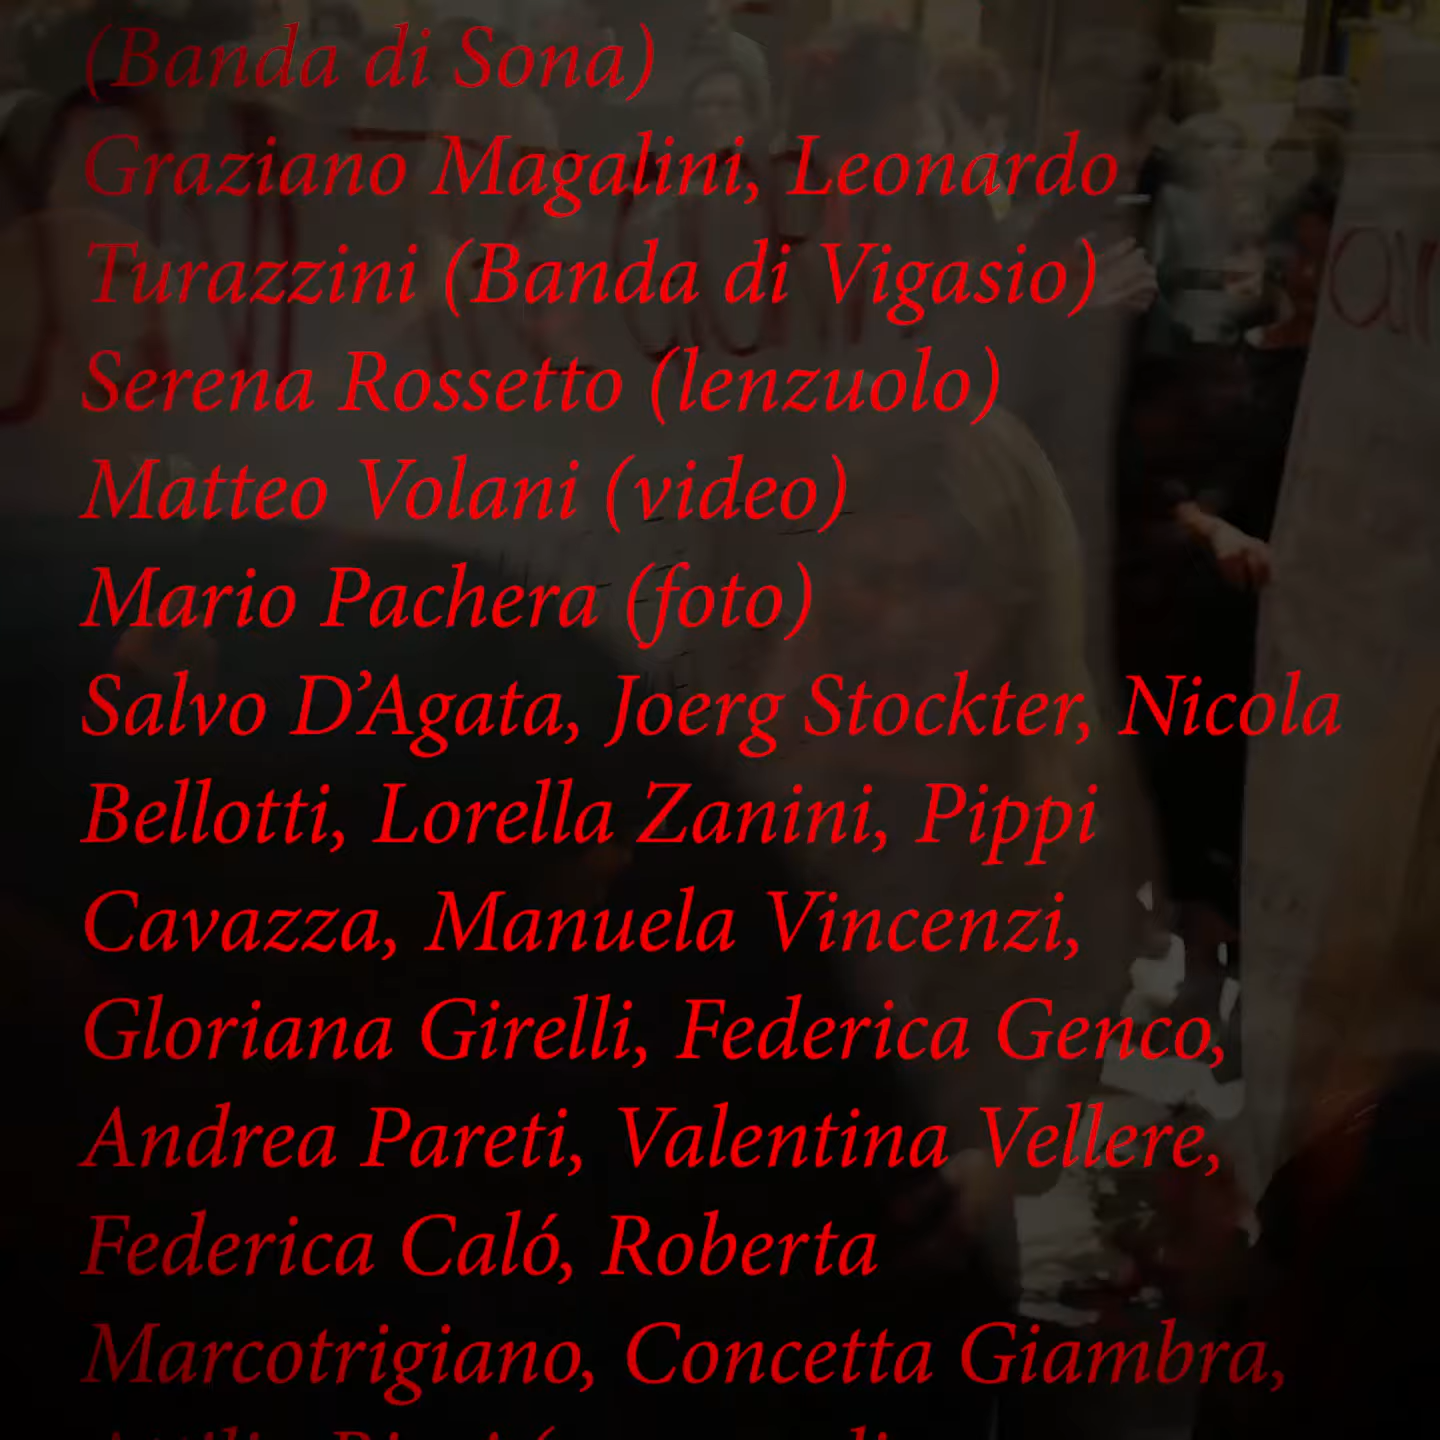 (Banda di Sona)
Graziano Magalini, Leonardo
Turazzini (Banda di Vigasio)
Serena Rossetto (lenzuolo)
Matteo Volani (video)
Mario Pachera (foto)
Salvo D’Agata, Joerg Stockter, Nicola
Bellotti, Lorella Zanini, Pippi
Cavazza, Manuela Vincenzi,
Gloriana Girelli, Federica Genco,
Andrea Pareti, Valentina Vellere,
Federica Caló, Roberta
Marcotrigiano, Concetta Giambra,